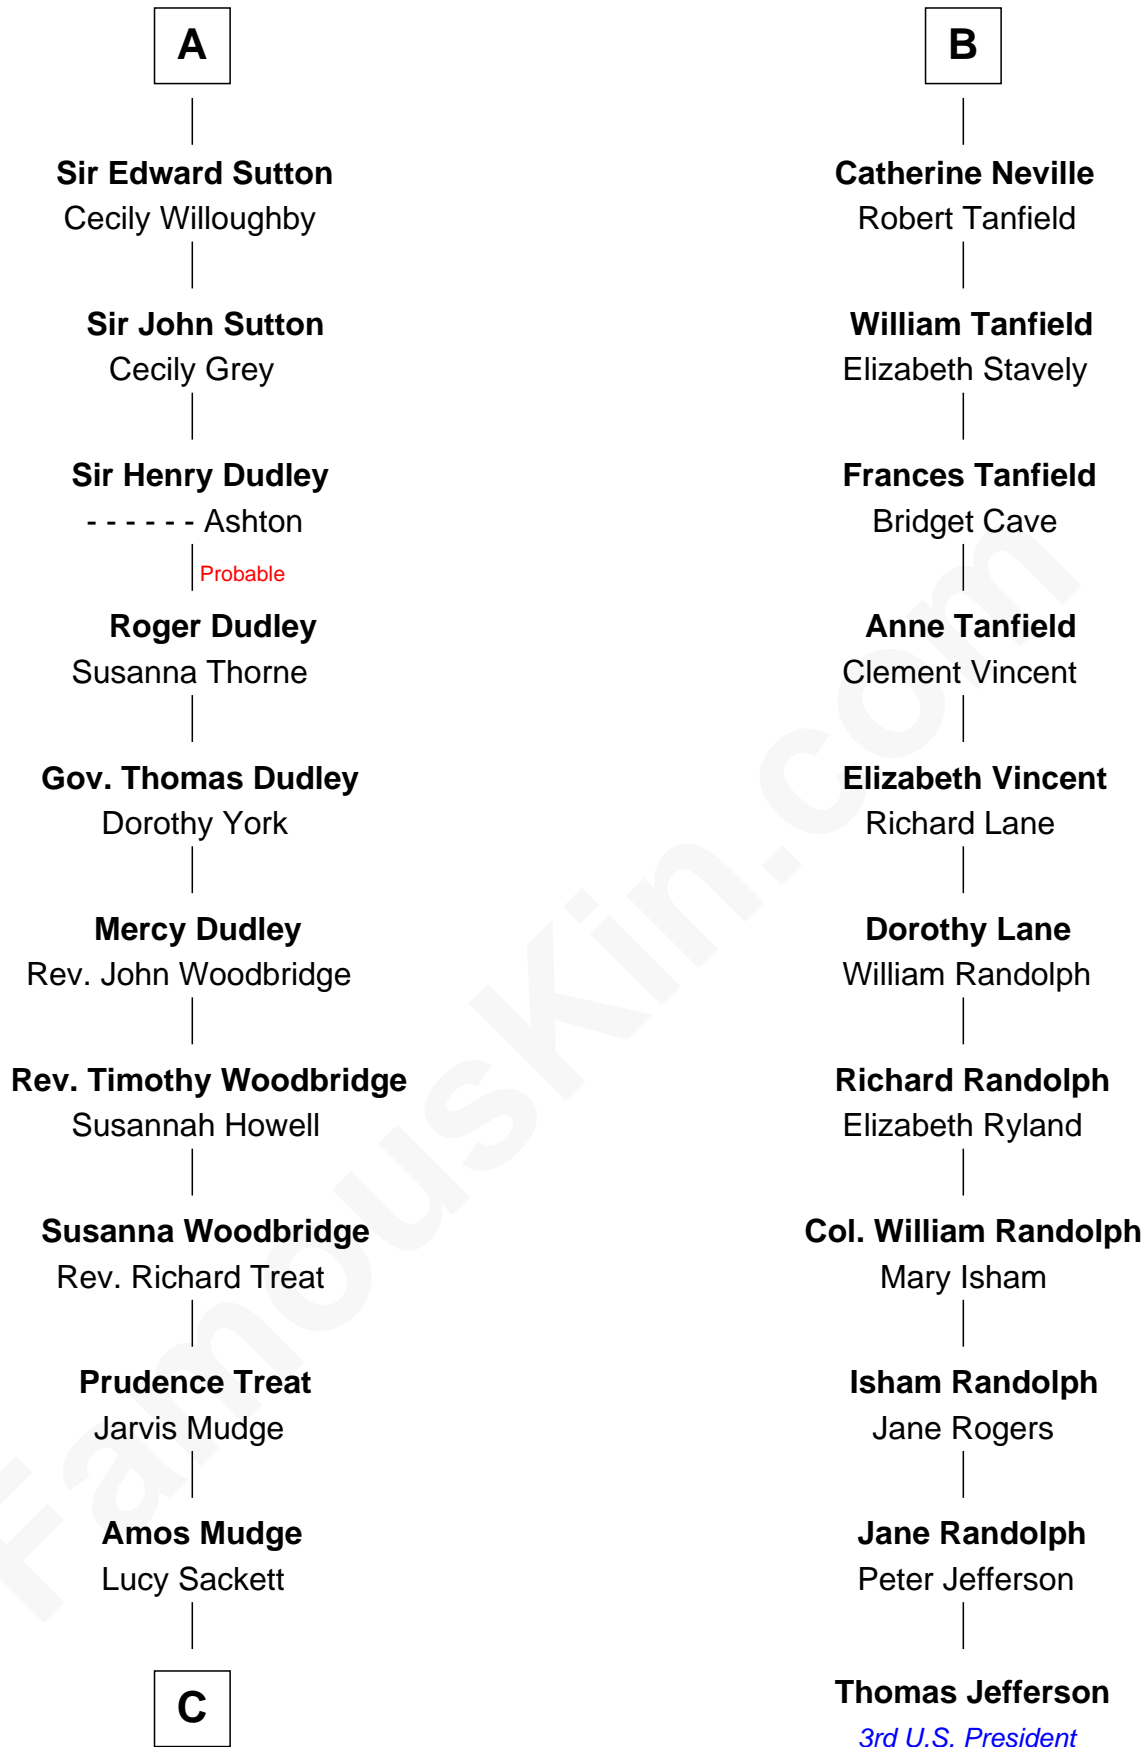 A
Sir Edward Sutton
Cecily Willoughby
Sir John Sutton
Cecily Grey
Sir Henry Dudley
- - - - - - Ashton
Probable
Roger Dudley
Susanna Thorne
Gov. Thomas Dudley
Dorothy York
Mercy Dudley
Rev. John Woodbridge
Rev. Timothy Woodbridge
Susannah Howell
Susanna Woodbridge
Rev. Richard Treat
Prudence Treat
Jarvis Mudge
Amos Mudge
Lucy Sackett
C
B
Catherine Neville
Robert Tanfield
William Tanfield
Elizabeth Stavely
Frances Tanfield
Bridget Cave
Anne Tanfield
Clement Vincent
Elizabeth Vincent
Richard Lane
Dorothy Lane
William Randolph
Richard Randolph
Elizabeth Ryland
Col. William Randolph
Mary Isham
Isham Randolph
Jane Rogers
Jane Randolph
Peter Jefferson
Thomas Jefferson
3rd U.S. President
FamousKin.com